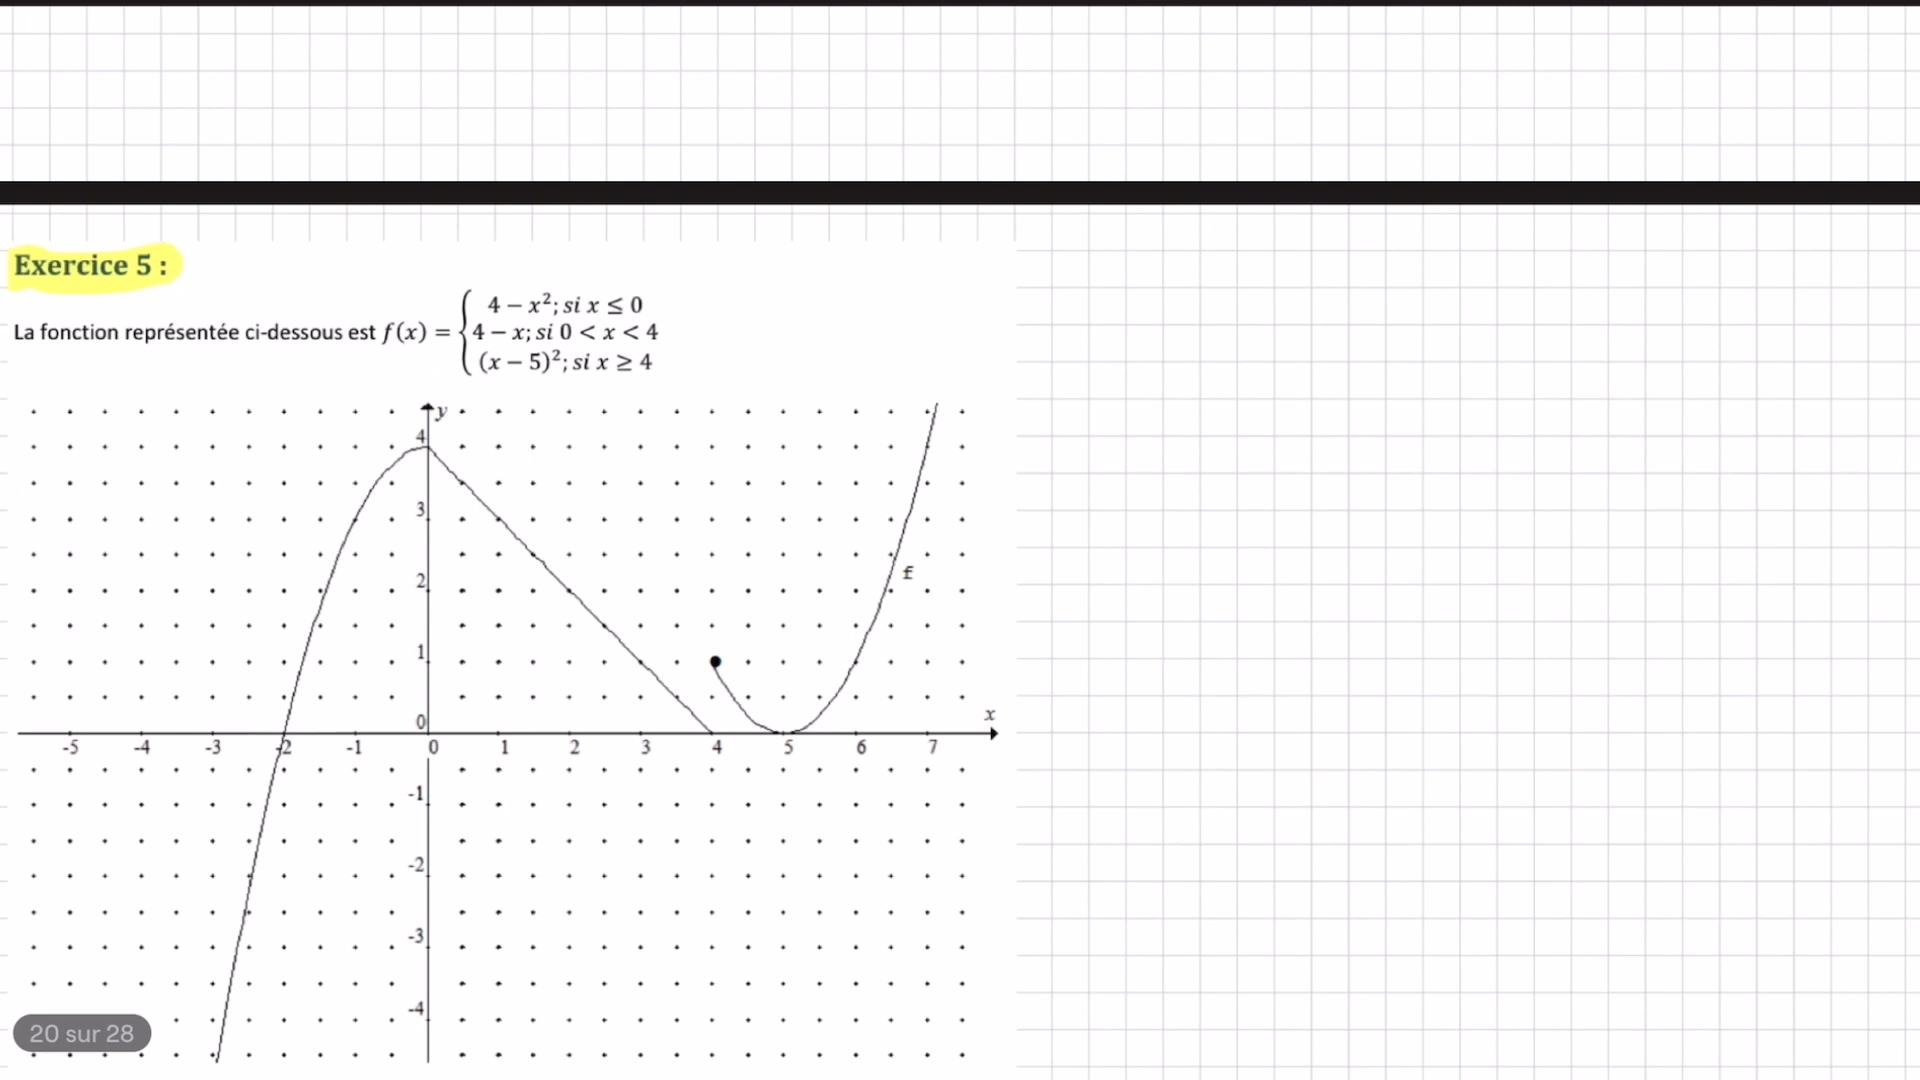 Exercice 5 :
4 − x²; si x ≤ 0
La fonction représentée ci-dessous est f(x) = { 4 − x; si 0 < x < 4
(x − 5)²; si x ≥ 4
y
4
3
2
f
1
x
0
-5 -4 -3 -2 -1 0 1 2 3 4 5 6 7
-1
-2
-3
-4
20 sur 28